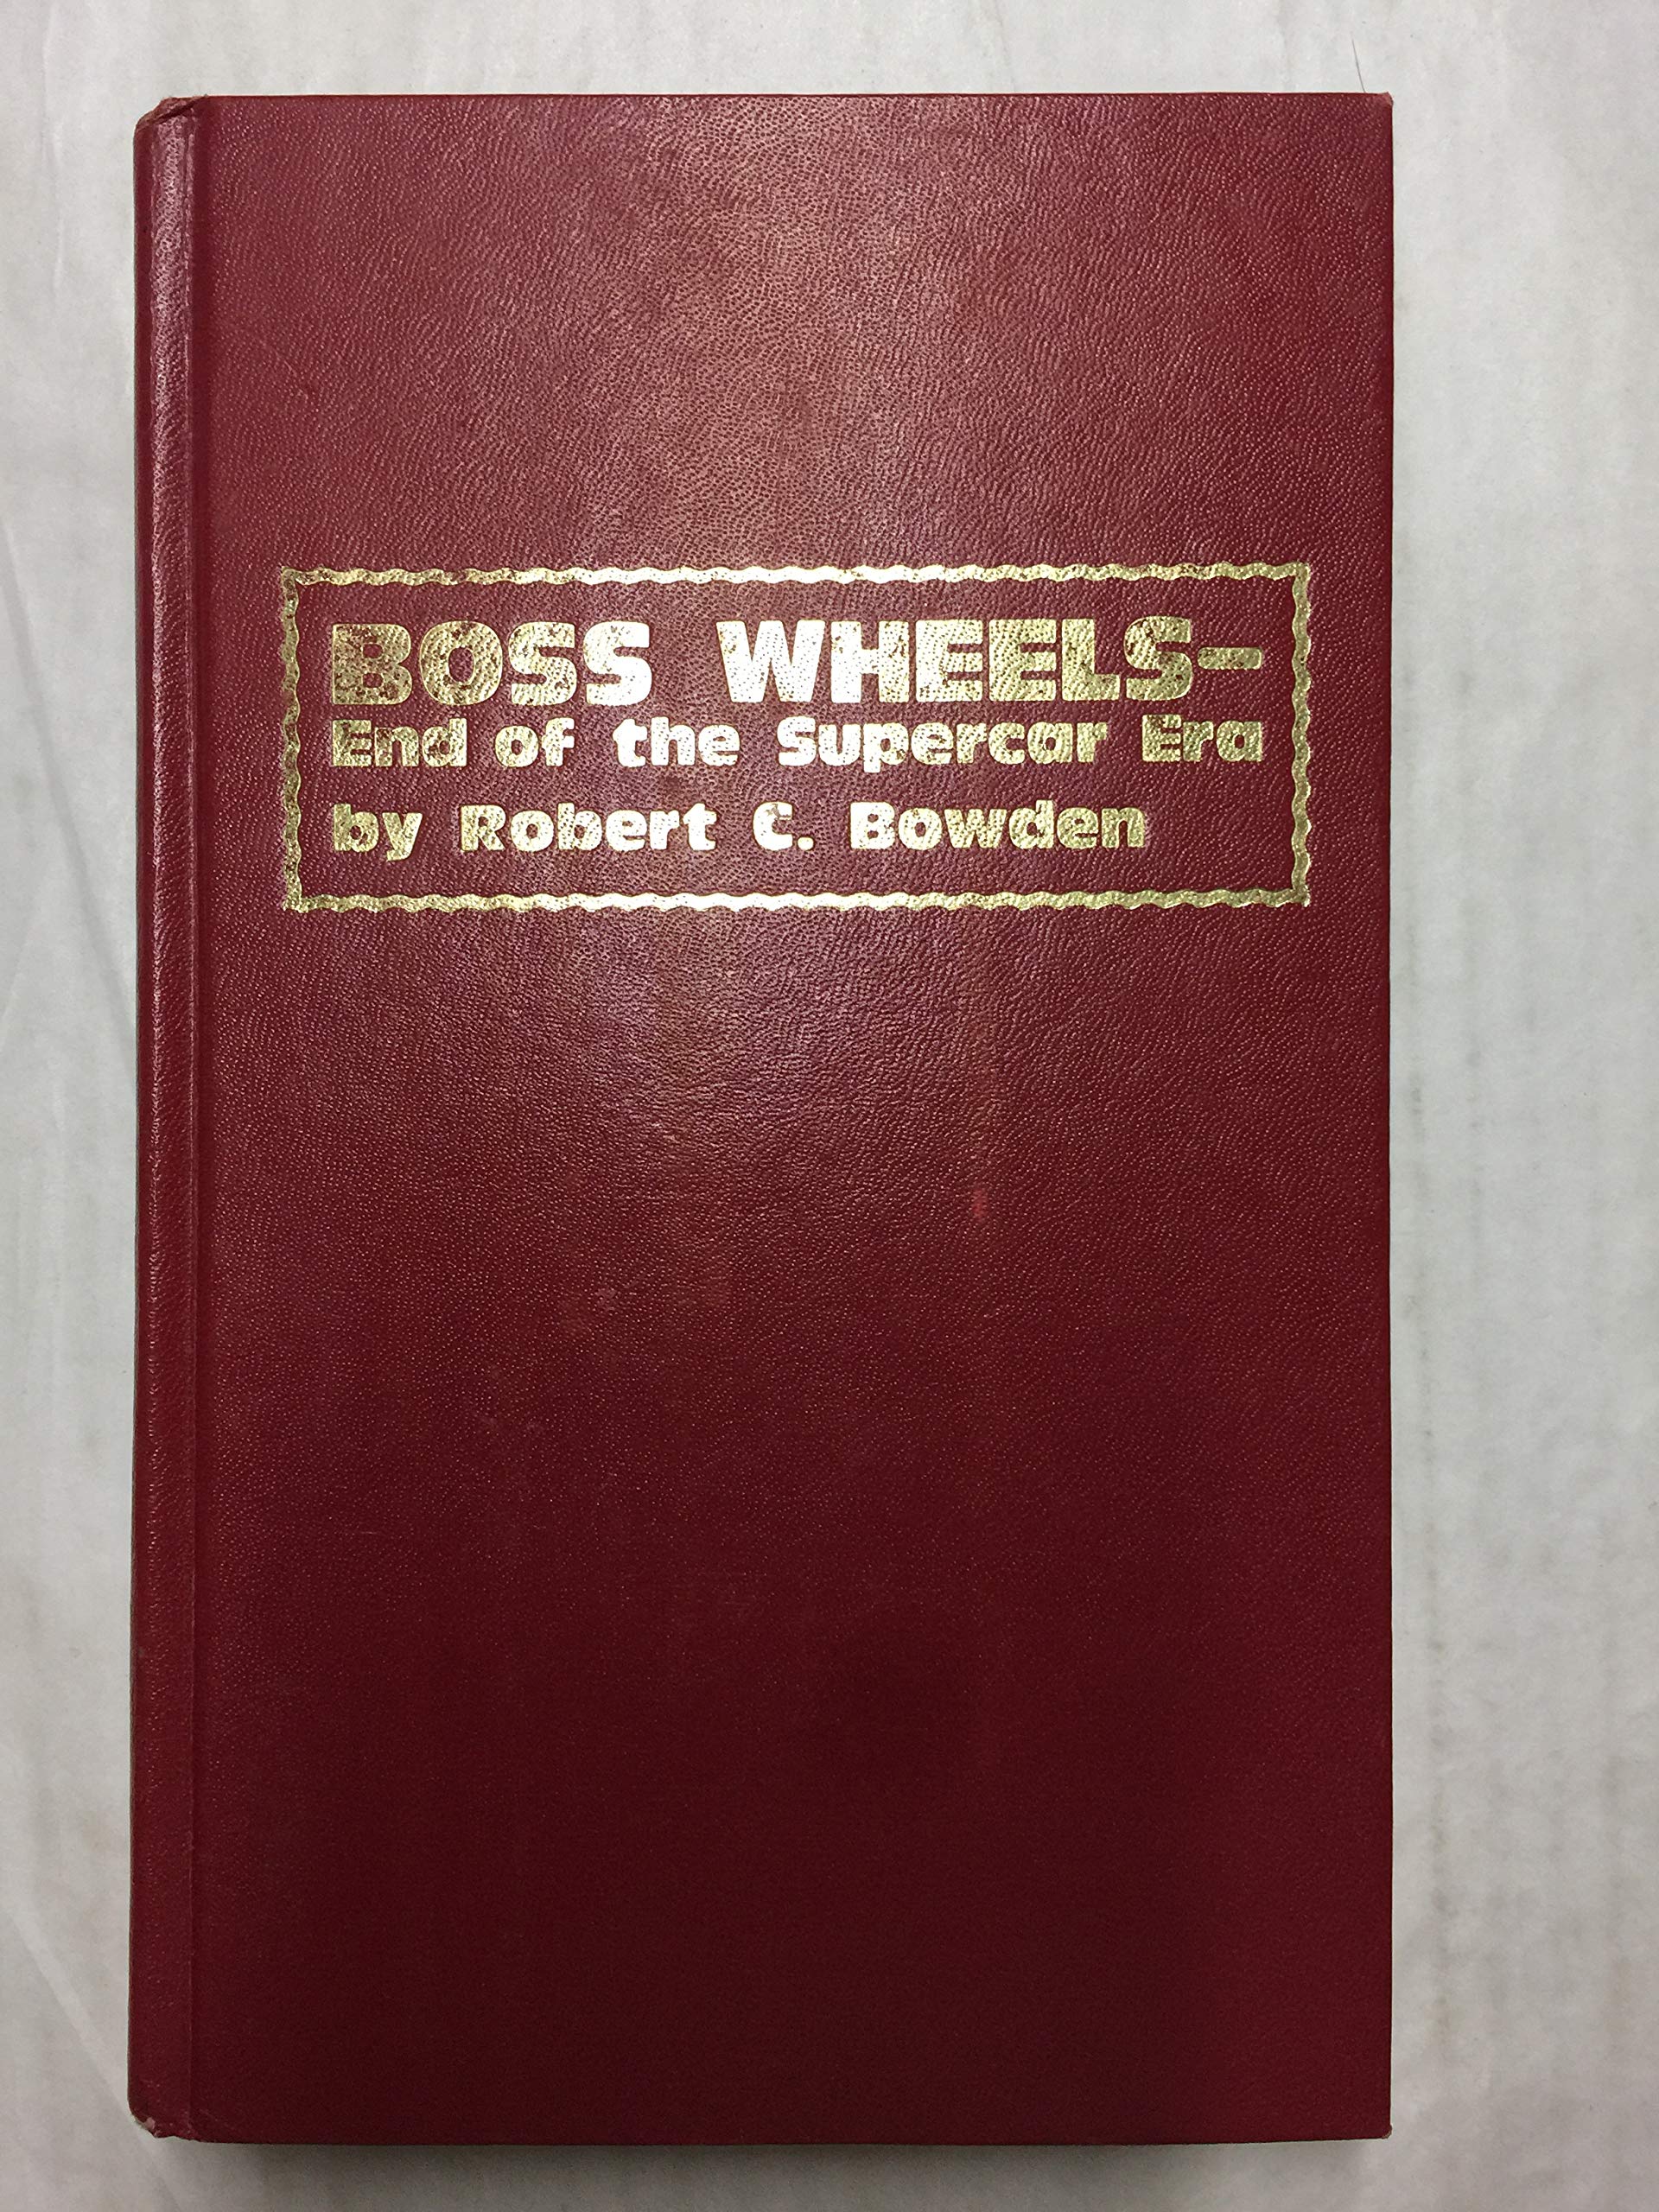 BOSS WHEELS-
End of the Supercar Era
by Robert C. Bowden